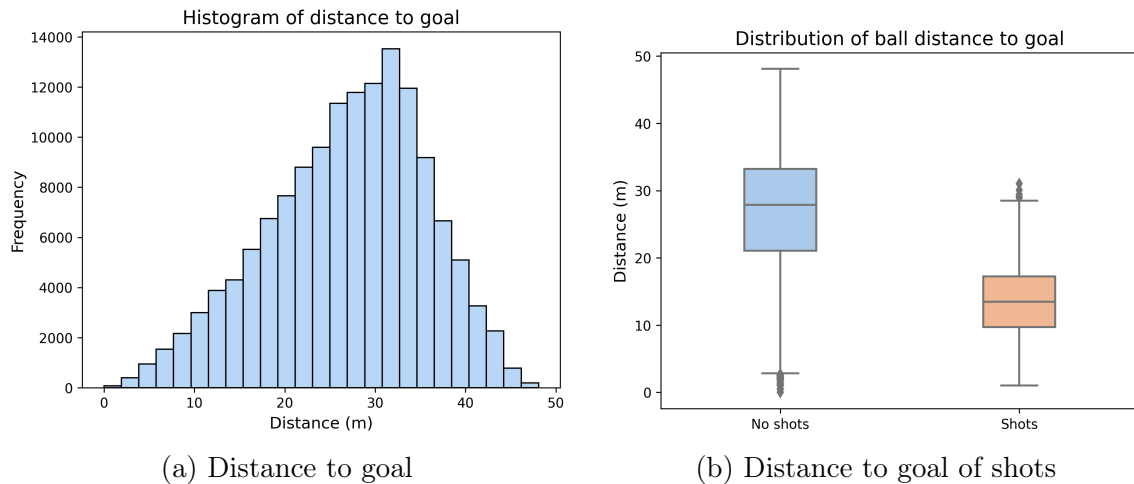 Histogram of distance to goal
14000
12000
10000
8000
6000
4000
2000
0
Frequency
0 10 20 30 40 50
Distance (m)
(a) Distance to goal
Distribution of ball distance to goal
50
40
30
20
10
0
Distance (m)
No shots Shots
(b) Distance to goal of shots